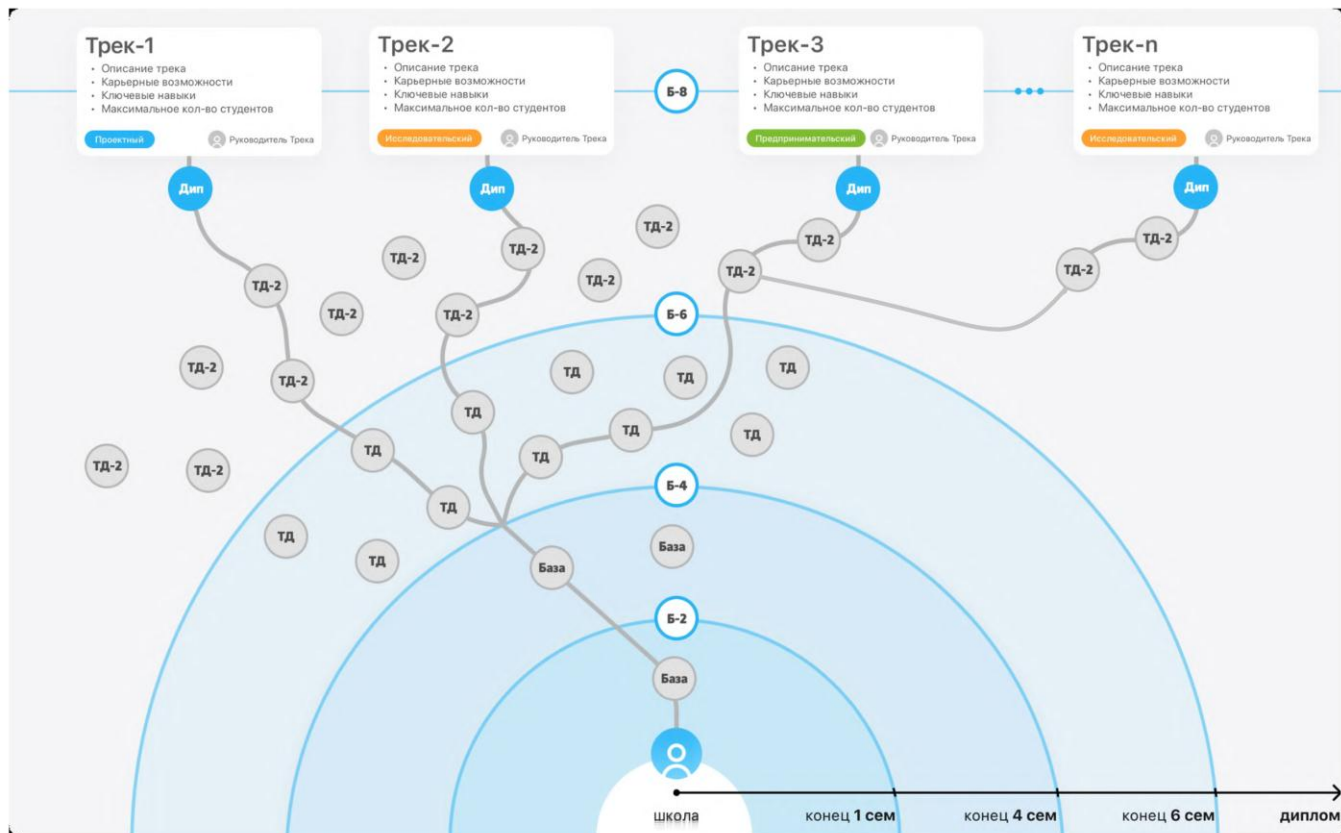 Трек-1
• Описание трека
• Карьерные возможности
• Ключевые навыки
• Максимальное кол-во студентов
Проектный
Руководитель Трека
Трек-2
• Описание трека
• Карьерные возможности
• Ключевые навыки
• Максимальное кол-во студентов
Исследовательский
Руководитель Трека
Б-8
Трек-3
• Описание трека
• Карьерные возможности
• Ключевые навыки
• Максимальное кол-во студентов
Предпринимательский
Руководитель Трека
Трек-n
• Описание трека
• Карьерные возможности
• Ключевые навыки
• Максимальное кол-во студентов
Исследовательский
Руководитель Трека
Дип
Дип
Дип
Дип
ТД-2
ТД-2
ТД-2
ТД-2
ТД-2
ТД-2
ТД-2
ТД-2
ТД-2
ТД-2
ТД-2
ТД-2
Б-6
ТД-2
ТД-2
ТД
ТД
ТД
ТД
ТД
ТД
ТД
ТД
ТД-2
ТД-2
Б-4
ТД
ТД
База
ТД
База
Б-2
База
школа
конец 1 сем
конец 4 сем
конец 6 сем
диплом